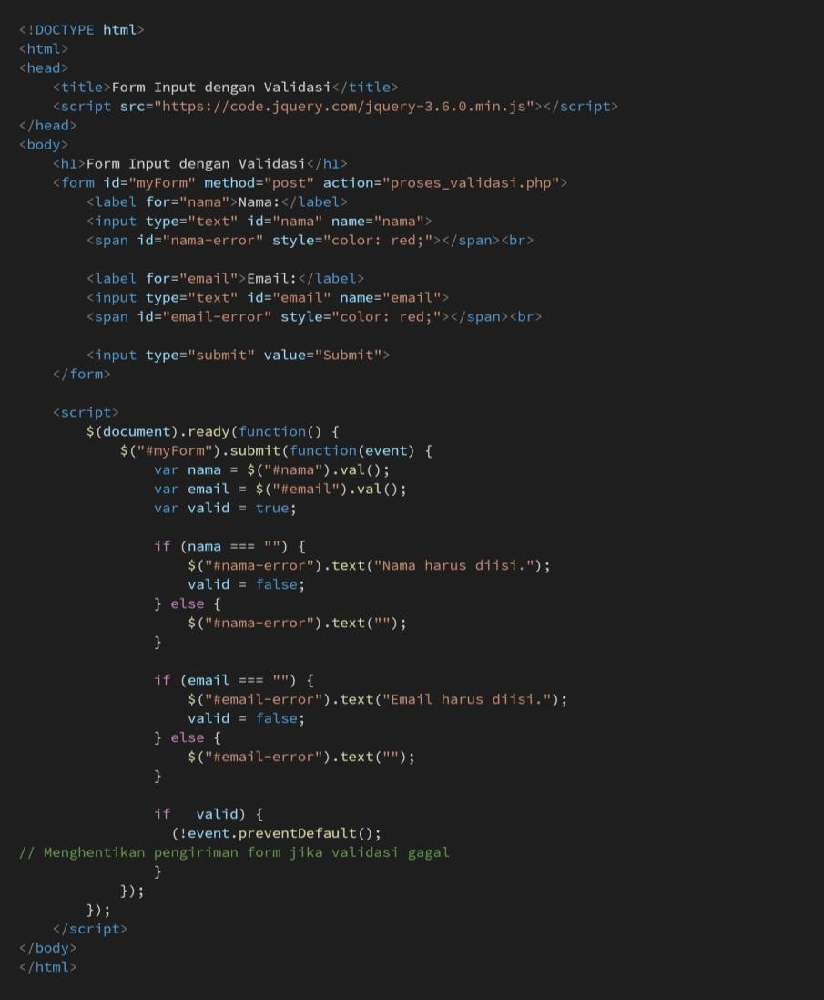 <!DOCTYPE html>
<html>
<head>
    <title>Form Input dengan Validasi</title>
    <script src="https://code.jquery.com/jquery-3.6.0.min.js"></script>
</head>
<body>
    <h1>Form Input dengan Validasi</h1>
    <form id="myForm" method="post" action="proses_validasi.php">
        <label for="nama">Nama:</label>
        <input type="text" id="nama" name="nama">
        <span id="nama-error" style="color: red;"></span><br>

        <label for="email">Email:</label>
        <input type="text" id="email" name="email">
        <span id="email-error" style="color: red;"></span><br>

        <input type="submit" value="Submit">
    </form>

    <script>
        $(document).ready(function() {
            $("#myForm").submit(function(event) {
                var nama = $("#nama").val();
                var email = $("#email").val();
                var valid = true;

                if (nama === "") {
                    $("#nama-error").text("Nama harus diisi.");
                    valid = false;
                } else {
                    $("#nama-error").text("");
                }

                if (email === "") {
                    $("#email-error").text("Email harus diisi.");
                    valid = false;
                } else {
                    $("#email-error").text("");
                }

                if   valid) {
                  (!event.preventDefault();
// Menghentikan pengiriman form jika validasi gagal
                }
            });
        });
    </script>
</body>
</html>